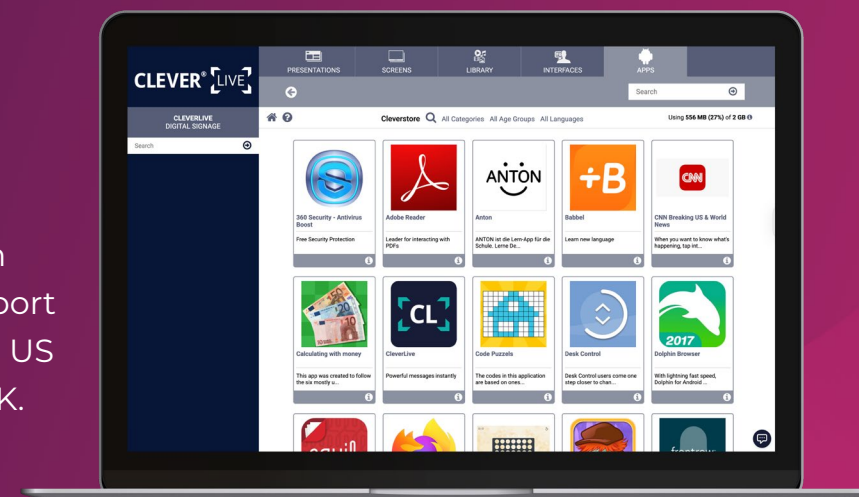 PRESENTATIONS
SCREENS
LIBRARY
INTERFACES
APPS
CLEVER® [LIVE]
Search
CLEVERLIVE
DIGITAL SIGNAGE
Search
Cleverstore All Categories All Age Groups All Languages
Using 556 MB (27%) of 2 GB
S
ANTON
+B
CNN
360 Security - Antivirus
Boost
Free Security Protection
Adobe Reader
Leader for interacting with
PDFs
Anton
ANTON ist die Lern-App für die
Schule. Lerne De...
Babbel
Learn new language
CNN Breaking US & World
News
When you want to know what's
happening, tap int...
port
US
K.
[CL]
2017
Calculating with money
This app was created to follow
the six mostly u...
CleverLive
Powerful messages instantly
Code Puzzels
The codes in this application
are based on ones...
Desk Control
Desk Control users come one
step closer to chan...
Dolphin Browser
With lightning fast speed,
Dolphin for Android ...